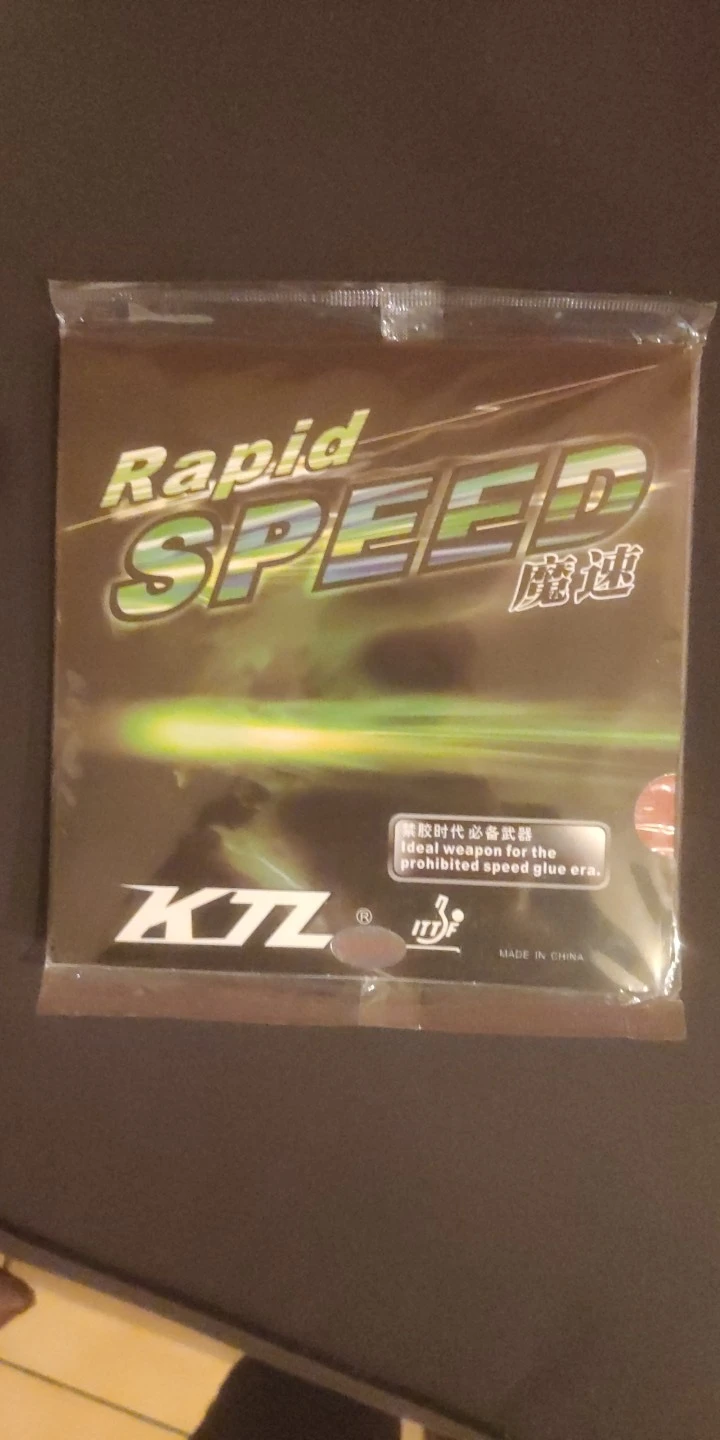 Rapid
SPEED
魔速
禁胶时代必备武器
Ideal weapon for the
prohibited speed glue era.
KTL ®
ITTF
MADE IN CHINA